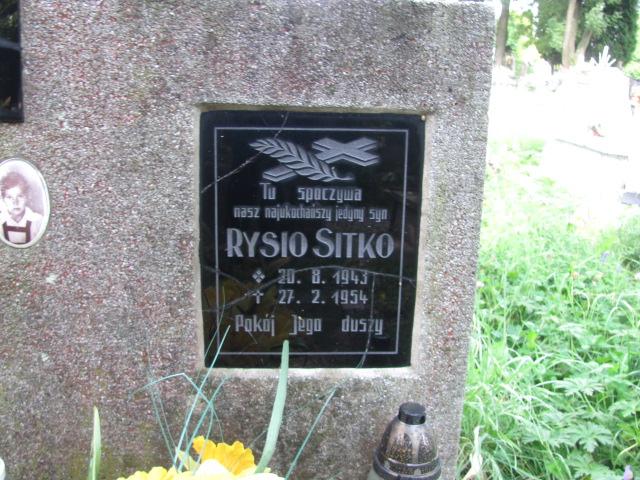 Tu spoczywa
nasz najukochańszy jedyny syn
RYSIO SITKO
20. 8. 1943
27. 2. 1954
Pokój Jego duszy